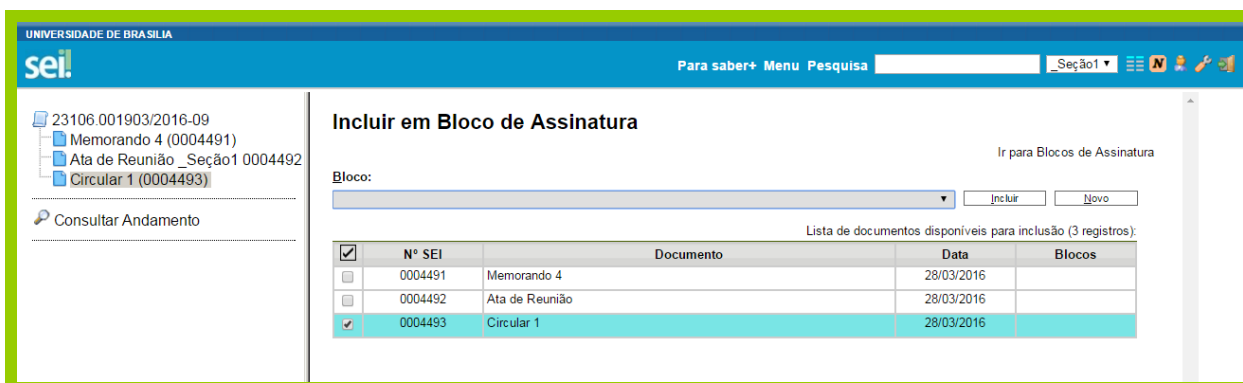 UNIVERSIDADE DE BRASILIA
sei!
Para saber+ Menu Pesquisa _Seção1 N
23106.001903/2016-09
Memorando 4 (0004491)
Ata de Reunião _Seção1 0004492
Circular 1 (0004493)
Consultar Andamento
Incluir em Bloco de Assinatura
Ir para Blocos de Assinatura
Bloco:
Incluir Novo
Lista de documentos disponíveis para inclusão (3 registros):
Nº SEI Documento Data Blocos
0004491 Memorando 4 28/03/2016
0004492 Ata de Reunião 28/03/2016
0004493 Circular 1 28/03/2016